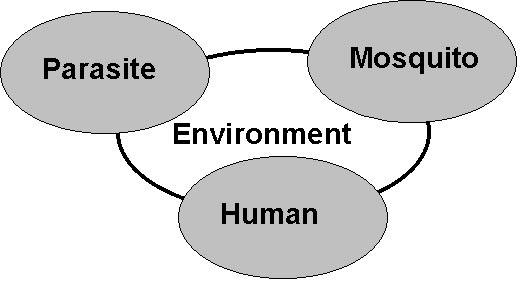 Parasite
Mosquito
Environment
Human